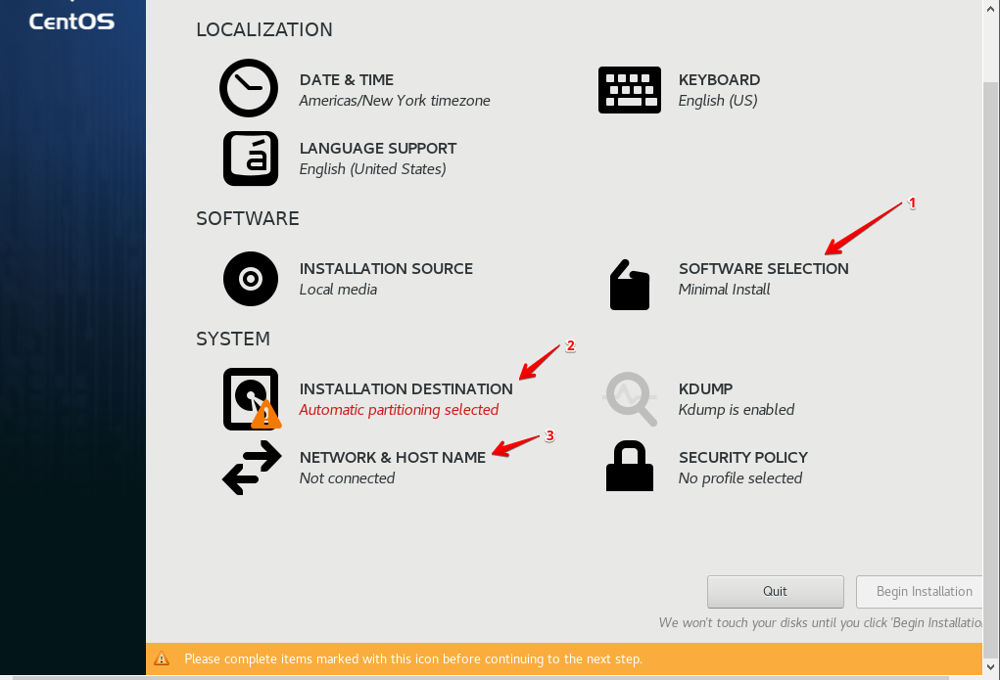 CentOS
LOCALIZATION
DATE & TIME
Americas/New York timezone
KEYBOARD
English (US)
LANGUAGE SUPPORT
English (United States)
SOFTWARE
1
INSTALLATION SOURCE
Local media
SOFTWARE SELECTION
Minimal Install
SYSTEM
2
INSTALLATION DESTINATION
Automatic partitioning selected
KDUMP
Kdump is enabled
3
NETWORK & HOST NAME
Not connected
SECURITY POLICY
No profile selected
Quit
Begin Installation
We won't touch your disks until you click 'Begin Installatio
Please complete items marked with this icon before continuing to the next step.